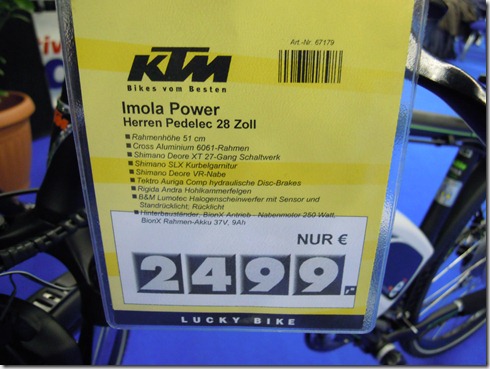 Art.-Nr. 67179
KTM
Bikes vom Besten
Imola Power
Herren Pedelec 28 Zoll
Rahmenhöhe 51 cm
Cross Aluminium 6061-Rahmen
Shimano Deore XT 27-Gang Schaltwerk
Shimano SLX Kurbelgarnitur
Shimano Deore VR-Nabe
Tektro Auriga Comp hydraulische Disc-Brakes
Rigida Andra Hohlkammerfelgen
B&M Lumotec Halogenscheinwerfer mit Sensor und
Standrücklicht, Rücklicht
Hinterbauständer, BionX Antrieb - Nabenmotor 250 Watt,
BionX Rahmen-Akku 37V, 9Ah
NUR €
2.499,-
LUCKY BIKE